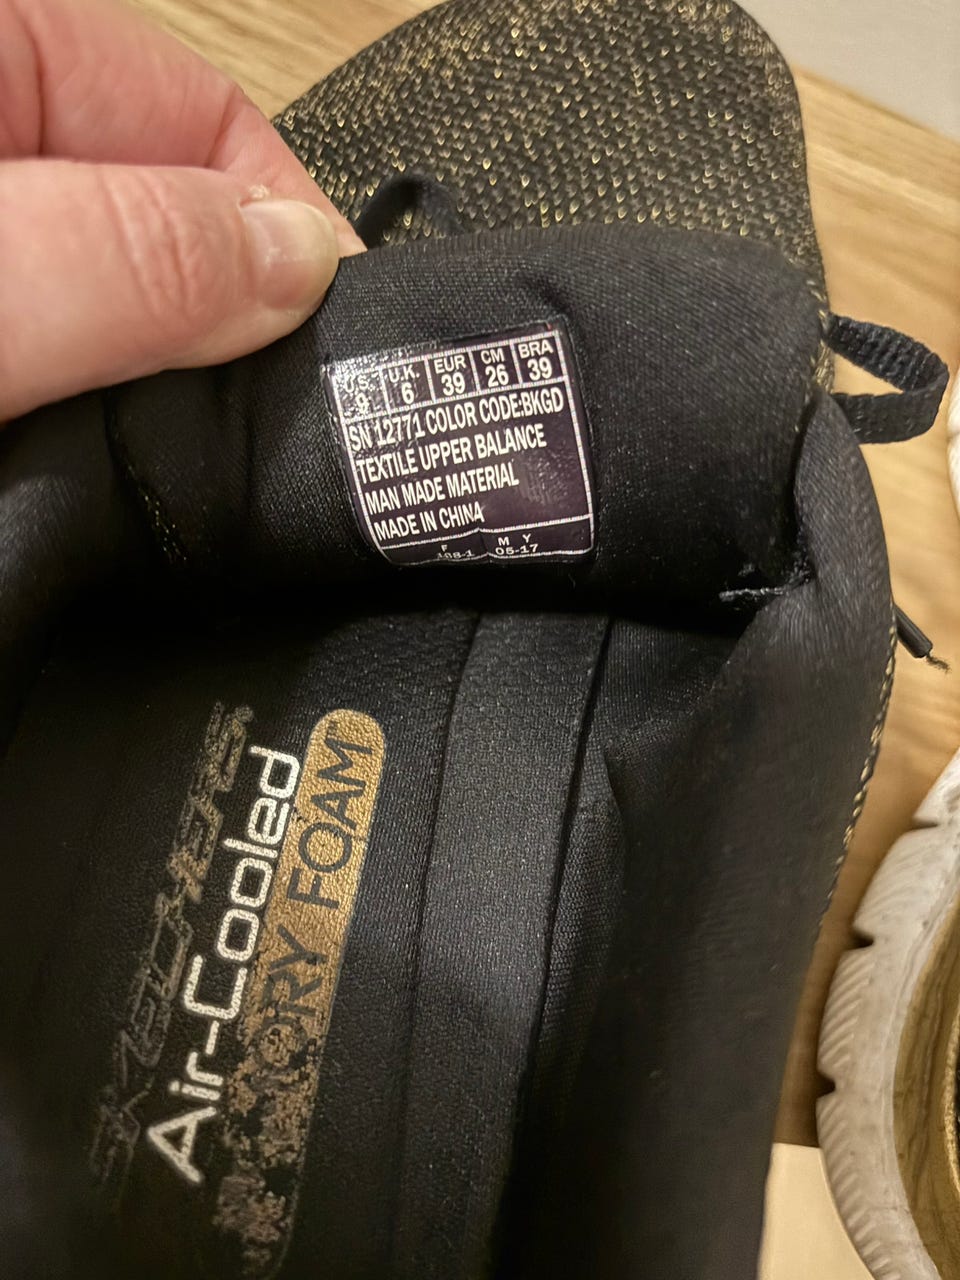 U.S. U.K. EUR CM BRA
9 6 39 26 39
SN 12771 COLOR CODE:BKGD
TEXTILE UPPER BALANCE
MAN MADE MATERIAL
MADE IN CHINA
F M Y
05-17
SKECHERS
Air-Cooled
MEMORY FOAM